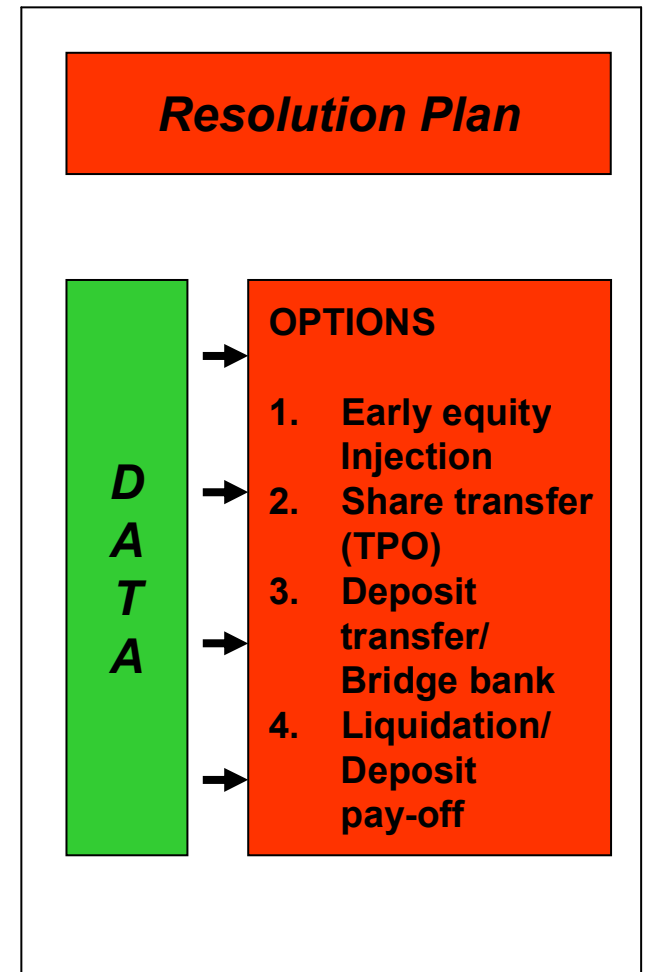 Resolution Plan
D
A
T
A
OPTIONS
1. Early equity
Injection
2. Share transfer
(TPO)
3. Deposit
transfer/
Bridge bank
4. Liquidation/
Deposit
pay-off